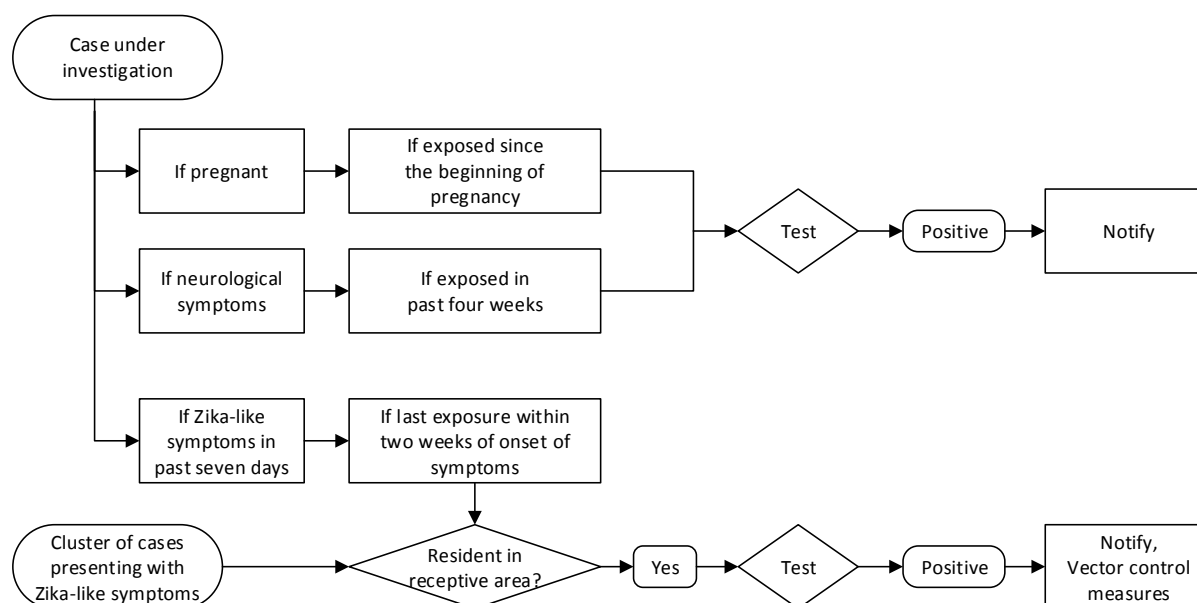 Case under
investigation
If pregnant
If exposed since
the beginning of
pregnancy
Test
Positive
Notify
If neurological
symptoms
If exposed in
past four weeks
If Zika-like
symptoms in
past seven days
If last exposure within
two weeks of onset of
symptoms
Cluster of cases
presenting with
Zika-like symptoms
Resident in
receptive area?
Yes
Test
Positive
Notify,
Vector control
measures